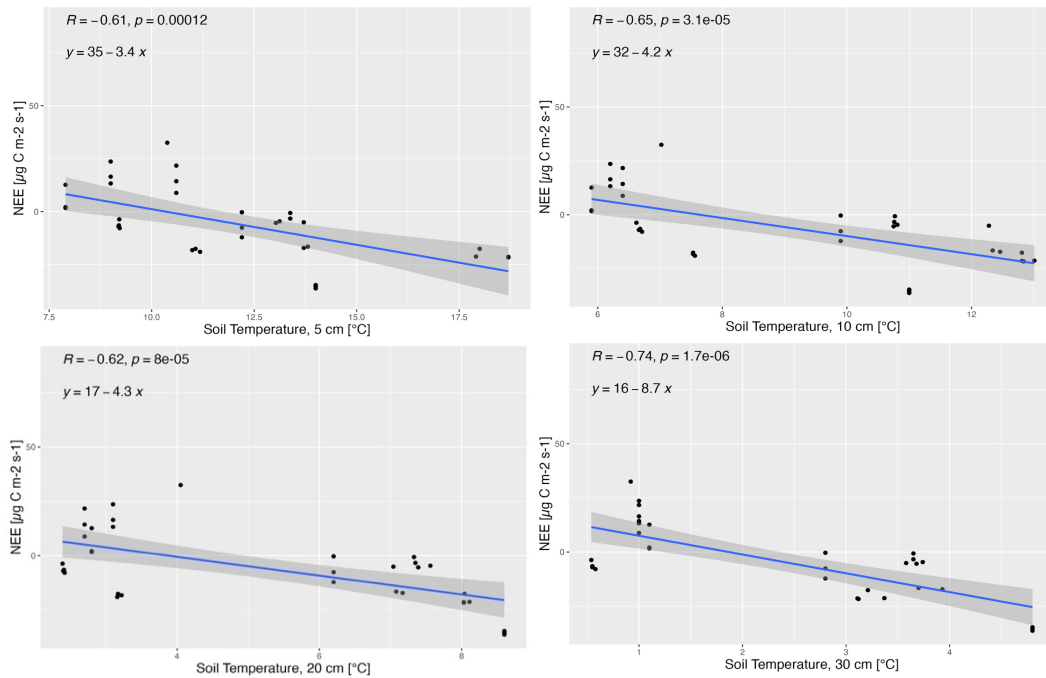 R = −0.61, p = 0.00012
y = 35 − 3.4 x
NEE [µg C m-2 s-1]
50
0
7.5 10.0 12.5 15.0 17.5
Soil Temperature, 5 cm [°C]
R = −0.65, p = 3.1e-05
y = 32 − 4.2 x
NEE [µg C m-2 s-1]
50
0
6 8 10 12
Soil Temperature, 10 cm [°C]
R = −0.62, p = 8e-05
y = 17 − 4.3 x
NEE [µg C m-2 s-1]
50
0
4 6 8
Soil Temperature, 20 cm [°C]
R = −0.74, p = 1.7e-06
y = 16 − 8.7 x
NEE [µg C m-2 s-1]
50
0
1 2 3 4
Soil Temperature, 30 cm [°C]